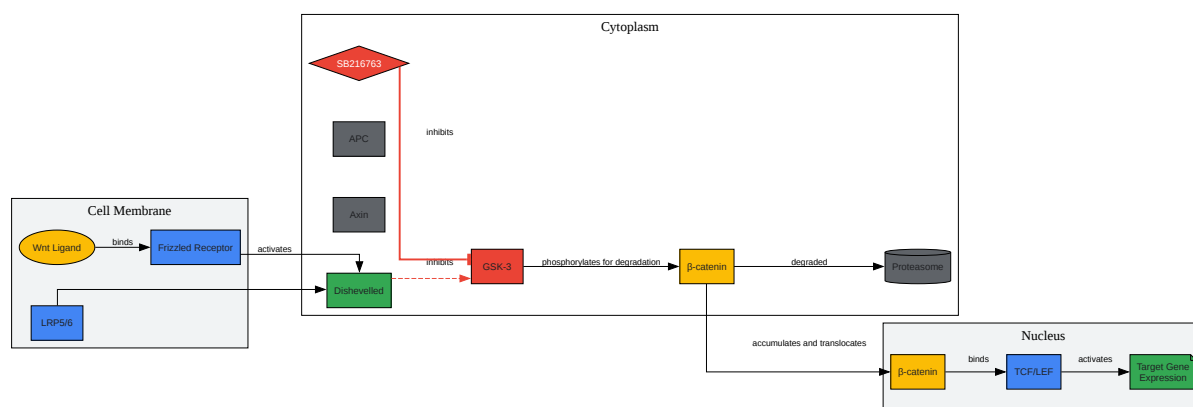 Cytoplasm
SB216763
inhibits
APC
Axin
Cell Membrane
Wnt Ligand
binds
Frizzled Receptor
activates
inhibits
GSK-3
phosphorylates for degradation
β-catenin
degraded
Proteasome
Dishevelled
LRP5/6
Nucleus
accumulates and translocates
β-catenin
binds
TCF/LEF
activates
Target Gene
Expression